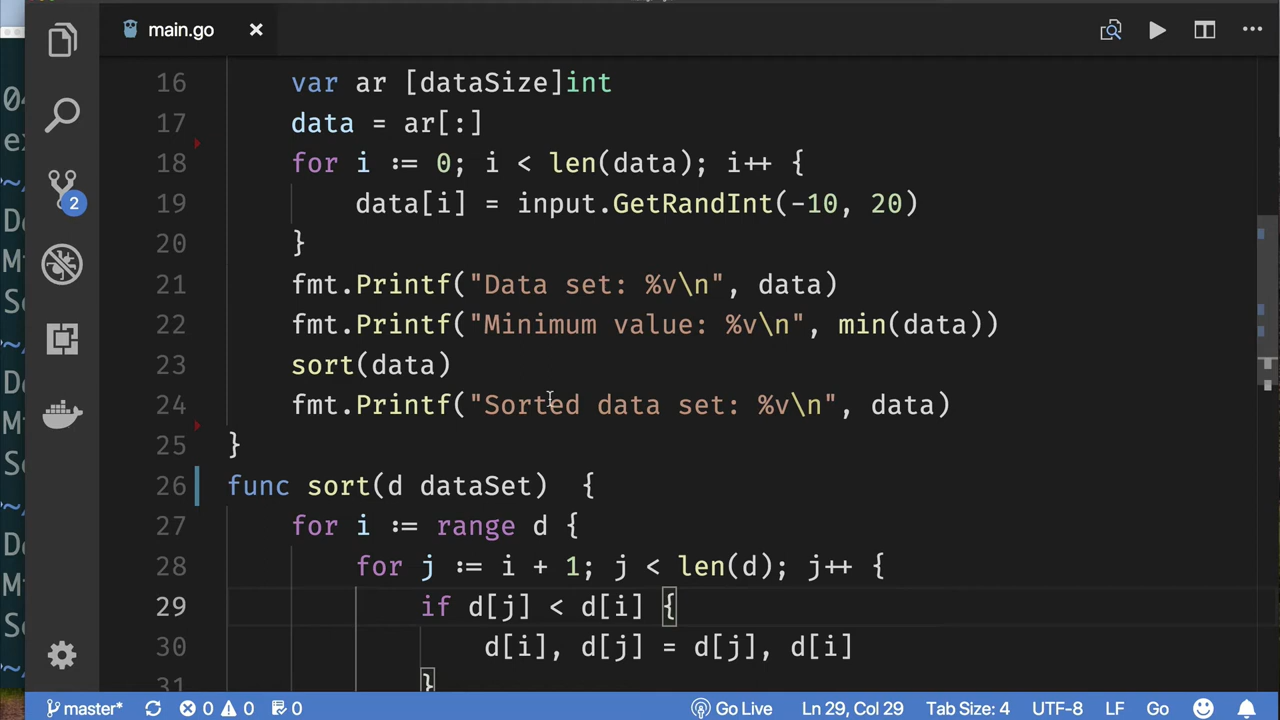 main.go
16 var ar [dataSize]int
17 data = ar[:]
18 for i := 0; i < len(data); i++ {
19 data[i] = input.GetRandInt(-10, 20)
20 }
21 fmt.Printf("Data set: %v\n", data)
22 fmt.Printf("Minimum value: %v\n", min(data))
23 sort(data)
24 fmt.Printf("Sorted data set: %v\n", data)
25 }
26 func sort(d dataSet)  {
27 for i := range d {
28 for j := i + 1; j < len(d); j++ {
29 if d[j] < d[i] {
30 d[i], d[j] = d[j], d[i]
31 }
2
master* 0 0 0 Go Live Ln 29, Col 29 Tab Size: 4 UTF-8 LF Go